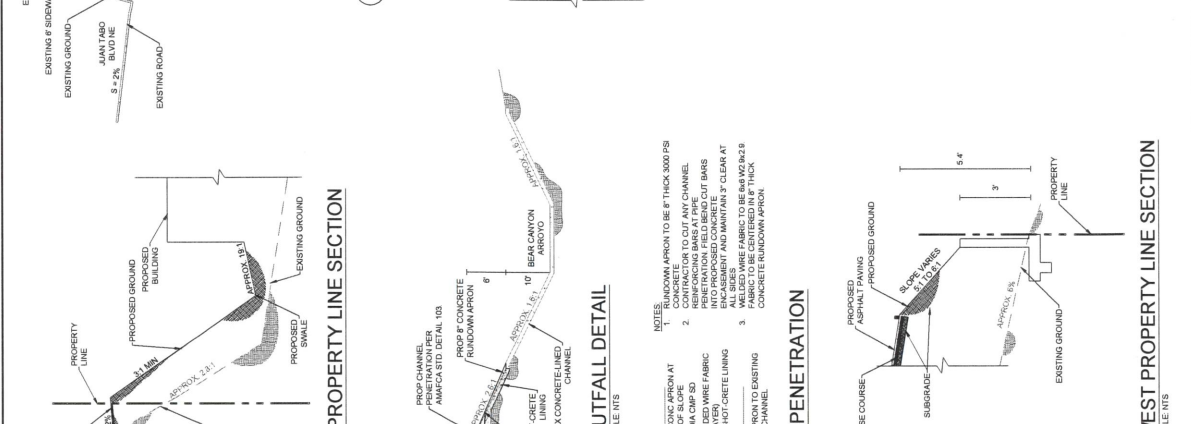 EXISTING 6' SIDEWA
EXISTING GROUND
JUAN TABO
BLVD NE
S = 2%
EXISTING ROAD
PROPERTY
LINE
PROPOSED GROUND
PROPOSED
BUILDING
3:1 MIN
APPROX. 2.8:1
APPROX 19:1
EXISTING GROUND
PROPOSED
SWALE
2%
PROPERTY LINE SECTION
PROP CHANNEL
PENETRATION PER
AMAFCA STD. DETAIL 103
PROP 8" CONCRETE
RUNDOWN APRON
6'
10'
BEAR CANYON
ARROYO
APPROX. 1.6:1
APPROX. 1.6:1
APPROX 2.6:1
CRETE
LINING
X CONCRETE-LINED
CHANNEL
UTFALL DETAIL
LE: NTS
NOTES:
1. RUNDOWN APRON TO BE 8" THICK 3000 PSI
CONCRETE
2. CONTRACTOR TO CUT ANY CHANNEL
REINFORCING BARS AT PIPE
PENETRATION. FIELD BEND CUT BARS
INTO PROPOSED CONCRETE
ENCASEMENT AND MAINTAIN 3" CLEAR AT
ALL SIDES
3. WELDED WIRE FABRIC TO BE 6x6 W2.9x2.9.
FABRIC TO BE CENTERED IN 8" THICK
CONCRETE RUNDOWN APRON.
CONC APRON AT
OF SLOPE
DIA CMP SD
DED WIRE FABRIC
AYER)
HOT-CRETE LINING
PRON TO EXISTING
CHANNEL
PENETRATION
PROPOSED
ASPHALT PAVING
PROPOSED GROUND
SE COURSE
SUBGRADE
SLOPE VARIES
5:1 TO 6:1
APPROX. 6%
EXISTING GROUND
5.4'
3'
PROPERTY
LINE
EST PROPERTY LINE SECTION
LE: NTS